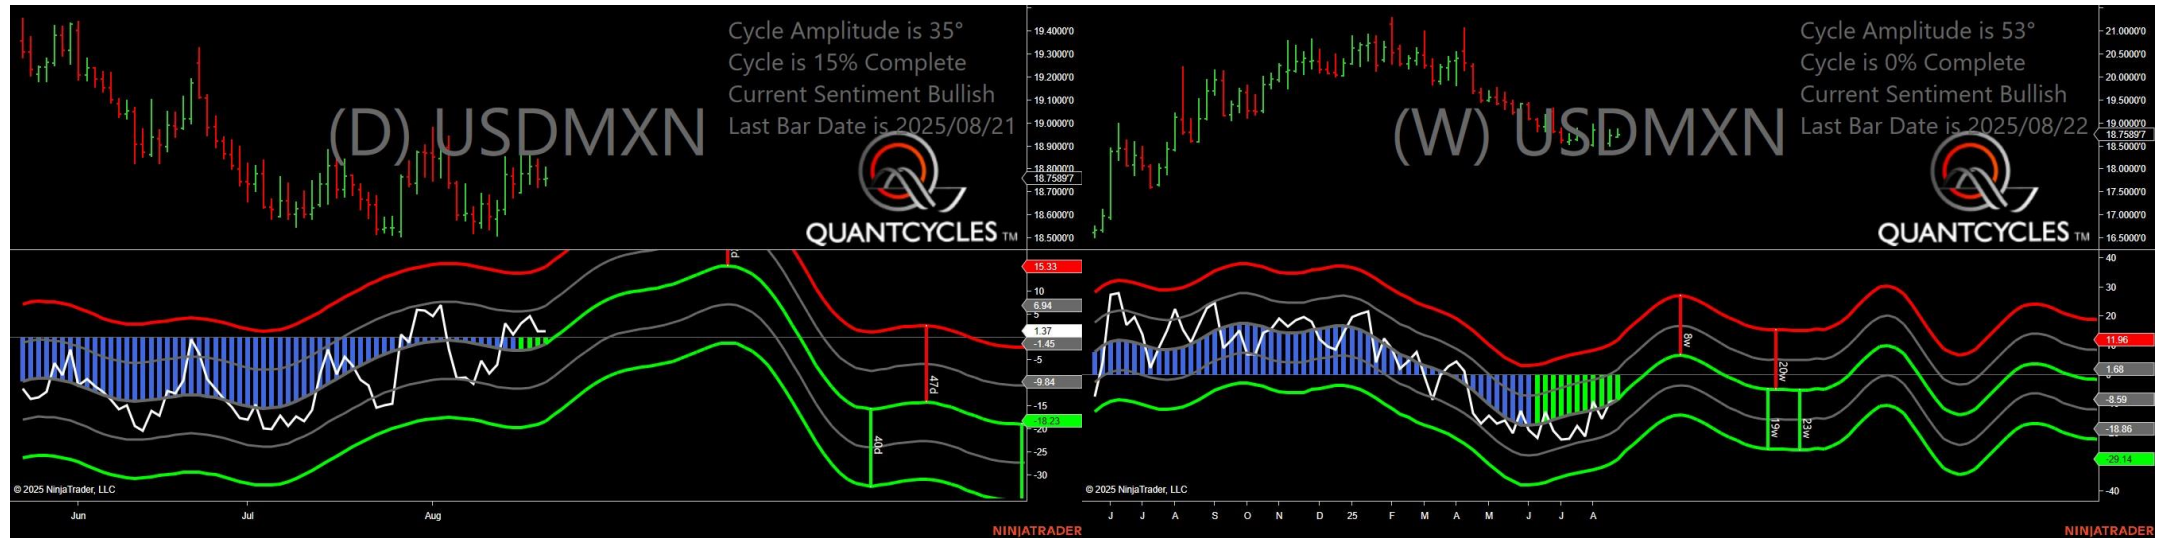 Cycle Amplitude is 35°
Cycle is 15% Complete
Current Sentiment Bullish
Last Bar Date is 2025/08/21
(D) USDMXN
QUANTCYCLES TM
19.4000'0
19.3000'0
19.2000'0
19.1000'0
19.0000'0
18.9000'0
18.8000'0
18.7589'7
18.7000'0
18.6000'0
18.5000'0
15.33
10
6.94
5
1.37
-1.45
-5
-9.84
-15
-18.23
-20
-25
-30
40d
47d
© 2025 NinjaTrader, LLC
Jun
Jul
Aug
NINJATRADER
Cycle Amplitude is 53°
Cycle is 0% Complete
Current Sentiment Bullish
Last Bar Date is 2025/08/22
(W) USDMXN
QUANTCYCLES TM
21.0000'0
20.5000'0
20.0000'0
19.5000'0
19.0000'0
18.7589'7
18.5000'0
18.0000'0
17.5000'0
17.0000'0
16.5000'0
40
30
20
11.96
1.68
-8.59
-18.86
-29.14
-40
8w
20w
19w
23w
© 2025 NinjaTrader, LLC
J J A S O N D 25 F M A M J J A
NINJATRADER